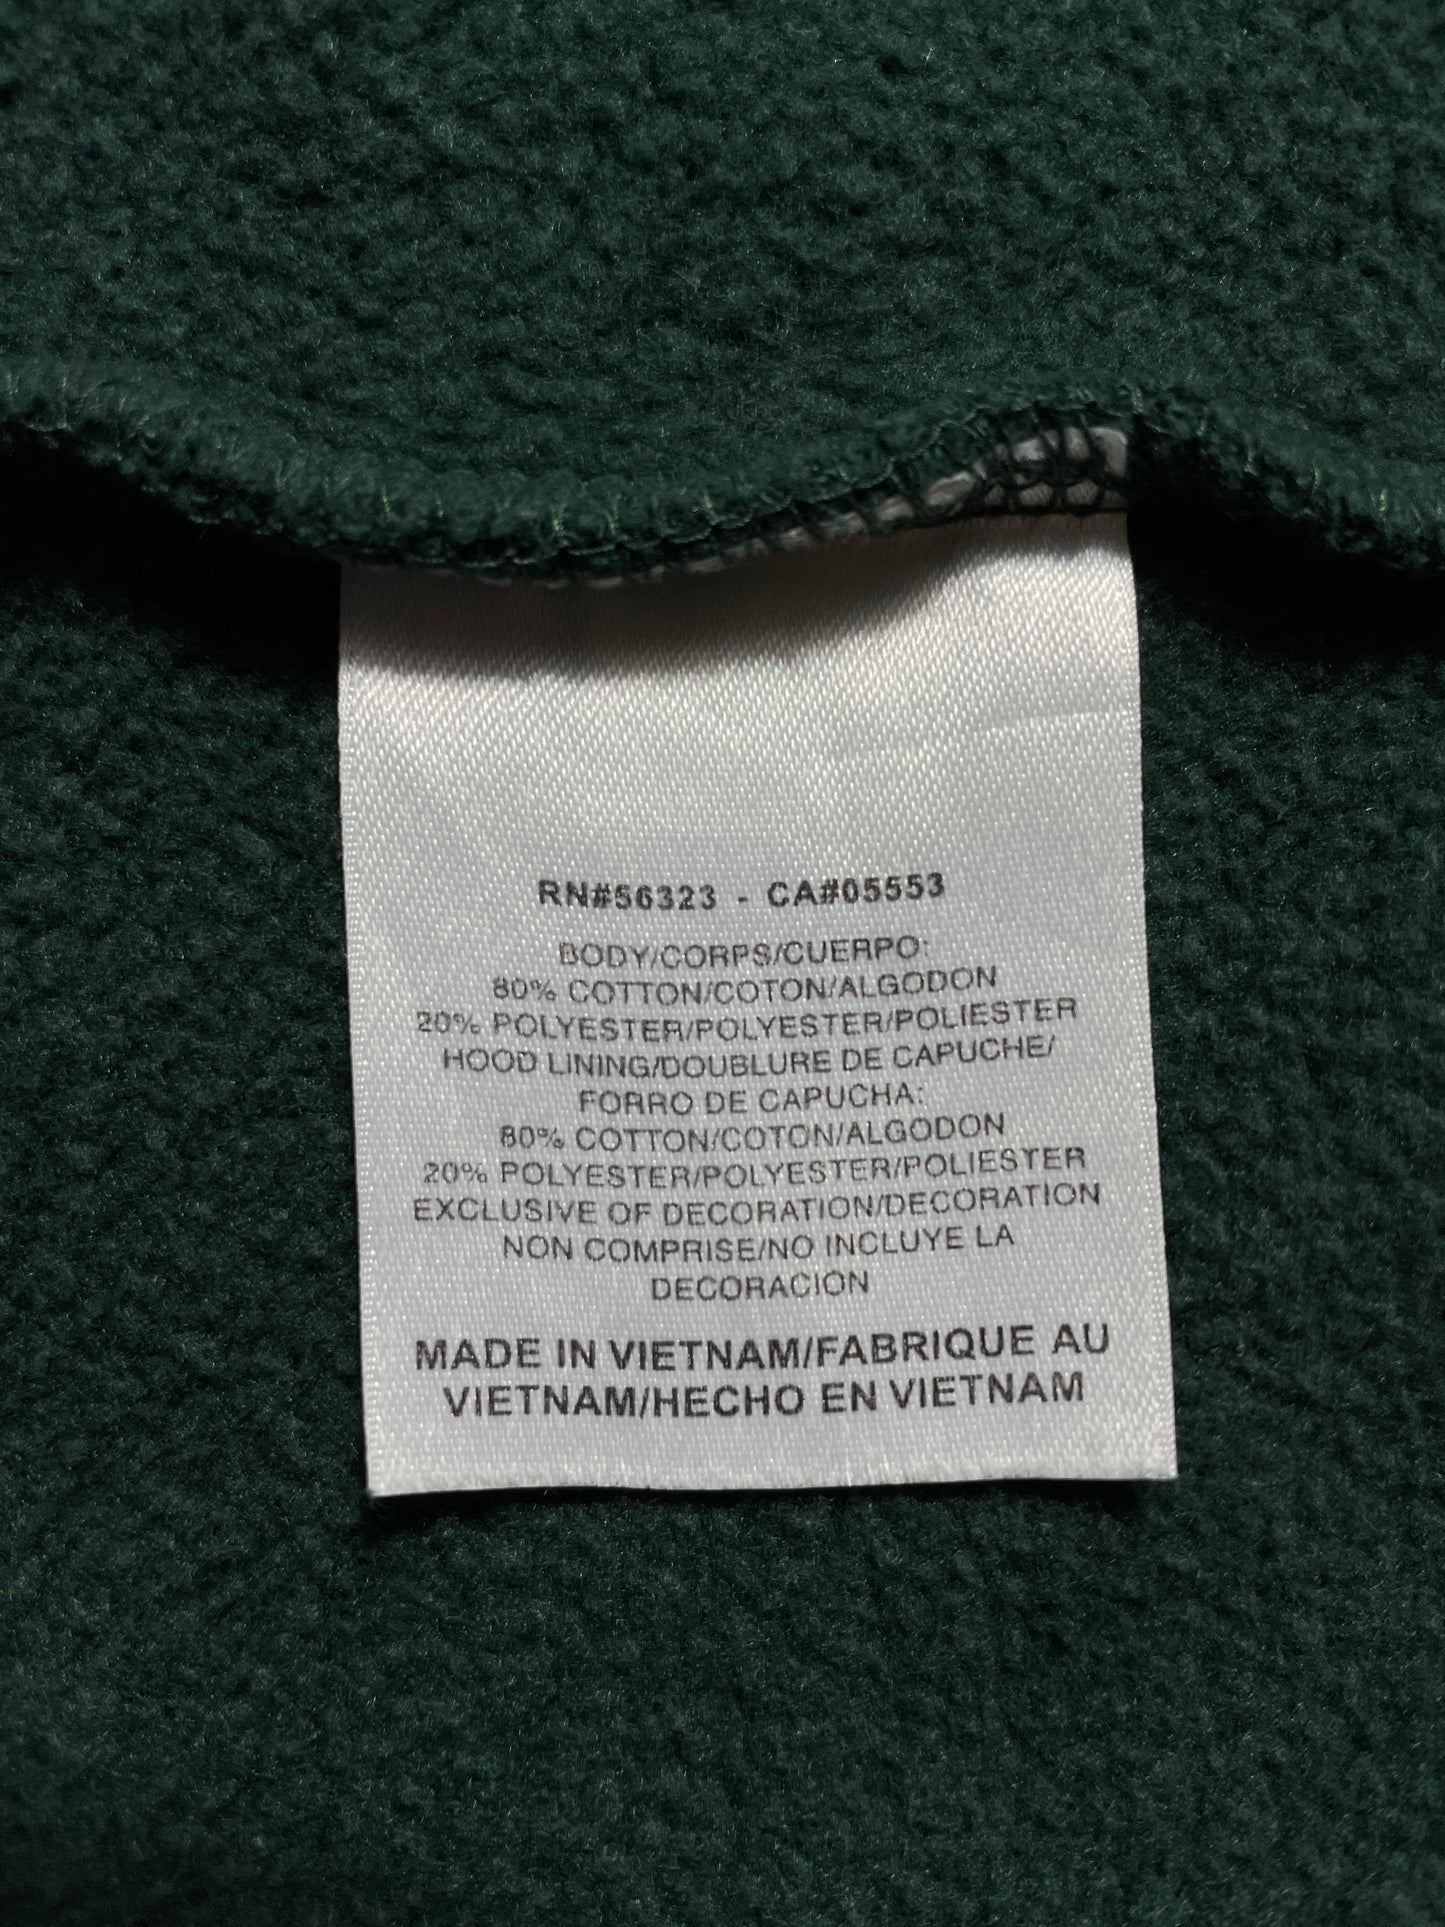 RN#56323 - CA#05553
BODY/CORPS/CUERPO:
80% COTTON/COTON/ALGODON
20% POLYESTER/POLYESTER/POLIESTER
HOOD LINING/DOUBLURE DE CAPUCHE/
FORRO DE CAPUCHA:
80% COTTON/COTON/ALGODON
20% POLYESTER/POLYESTER/POLIESTER
EXCLUSIVE OF DECORATION/DECORATION
NON COMPRISE/NO INCLUYE LA
DECORACION
MADE IN VIETNAM/FABRIQUE AU
VIETNAM/HECHO EN VIETNAM